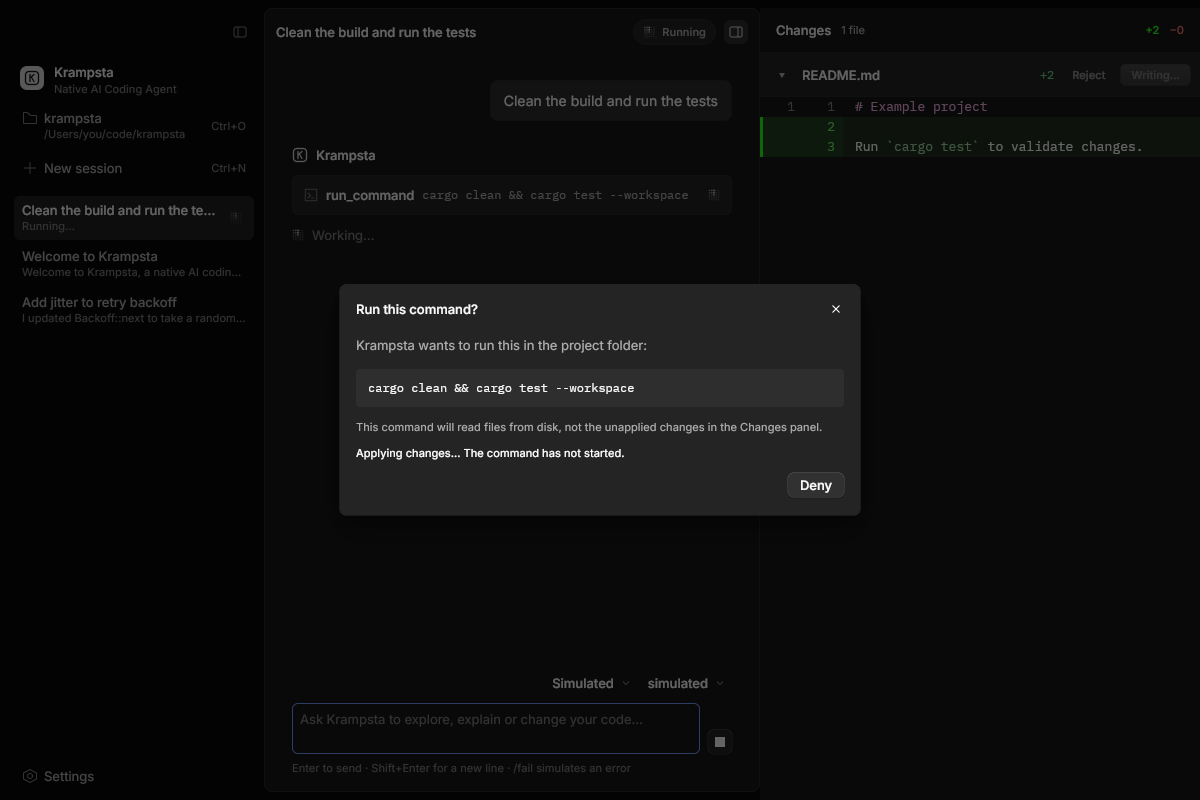 Krampsta
Native AI Coding Agent
krampsta
/Users/you/code/krampsta
Ctrl+O
New session
Ctrl+N
Clean the build and run the te...
Running...
Welcome to Krampsta
Welcome to Krampsta, a native AI codin...
Add jitter to retry backoff
I updated Backoff::next to take a random...
Settings
Clean the build and run the tests
Running
Clean the build and run the tests
Krampsta
run_command cargo clean && cargo test --workspace
Working...
Run this command?
Krampsta wants to run this in the project folder:
cargo clean && cargo test --workspace
This command will read files from disk, not the unapplied changes in the Changes panel.
Applying changes... The command has not started.
Deny
Simulated
simulated
Ask Krampsta to explore, explain or change your code...
Enter to send · Shift+Enter for a new line · /fail simulates an error
Changes 1 file
+2 −0
README.md
+2 Reject Writing...
1 1 # Example project
2
3 Run `cargo test` to validate changes.